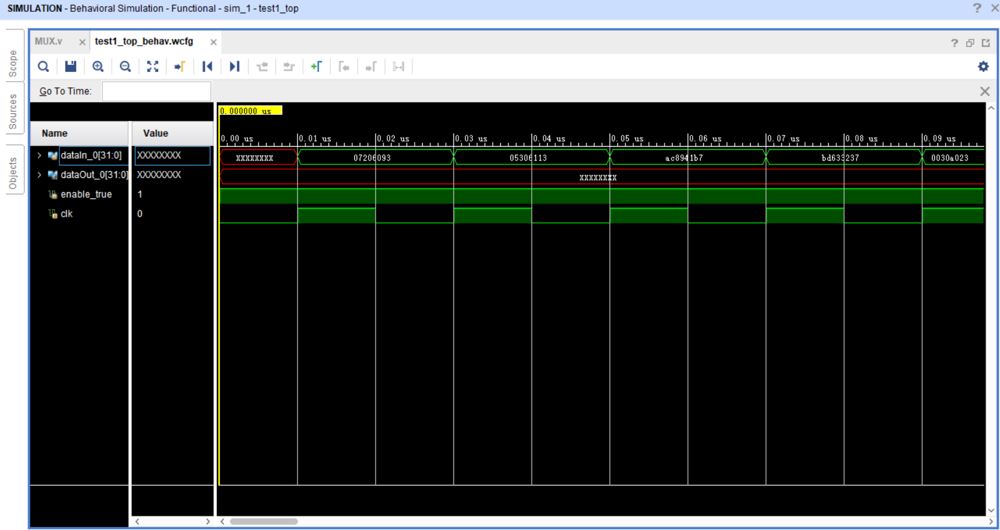 SIMULATION - Behavioral Simulation - Functional - sim_1 - test1_top
? ×
Scope
Sources
Objects
MUX.v × test1_top_behav.wcfg ×
?
Go To Time:
0.000000 us
Name Value
0.00 us 0.01 us 0.02 us 0.03 us 0.04 us 0.05 us 0.06 us 0.07 us 0.08 us 0.09 us
> dataIn_0[31:0] XXXXXXXX XXXXXXXX 07206093 05306113 ac8941b7 bd633237 0030a023
> dataOut_0[31:0] XXXXXXXX XXXXXXXX
enable_true 1
clk 0